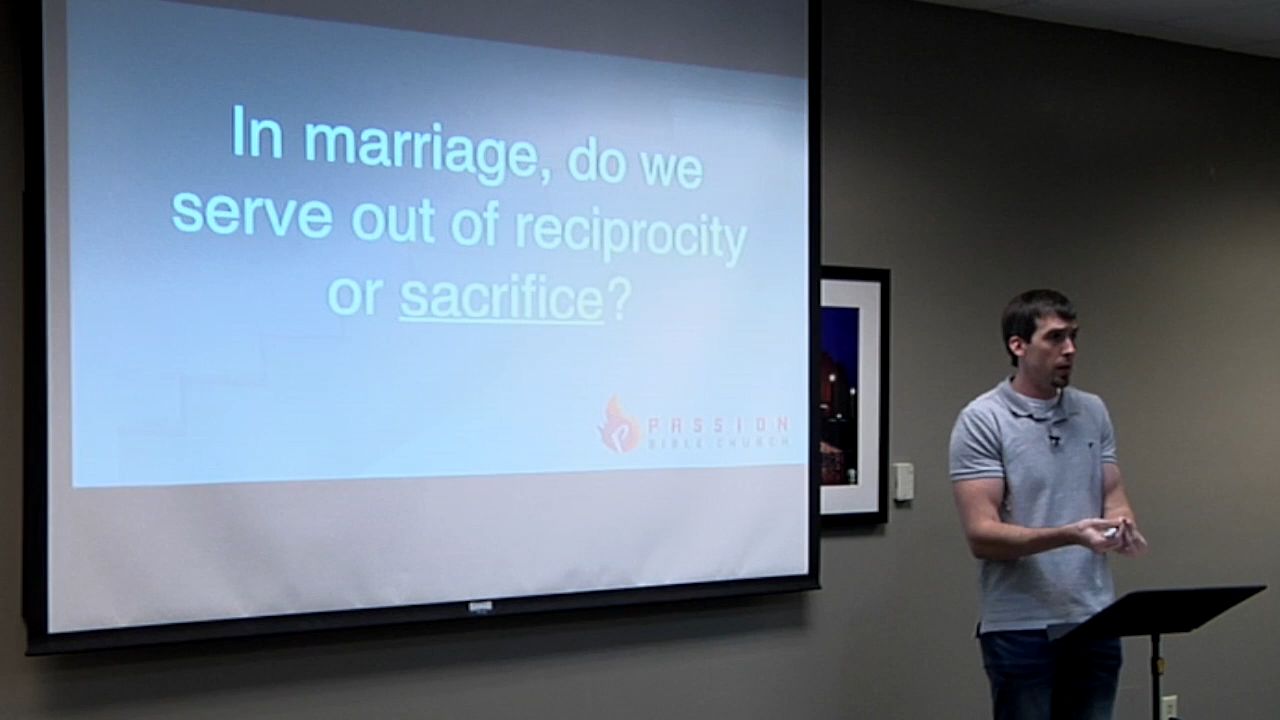 In marriage, do we
serve out of reciprocity
or sacrifice?
PASSION
BIBLE CHURCH